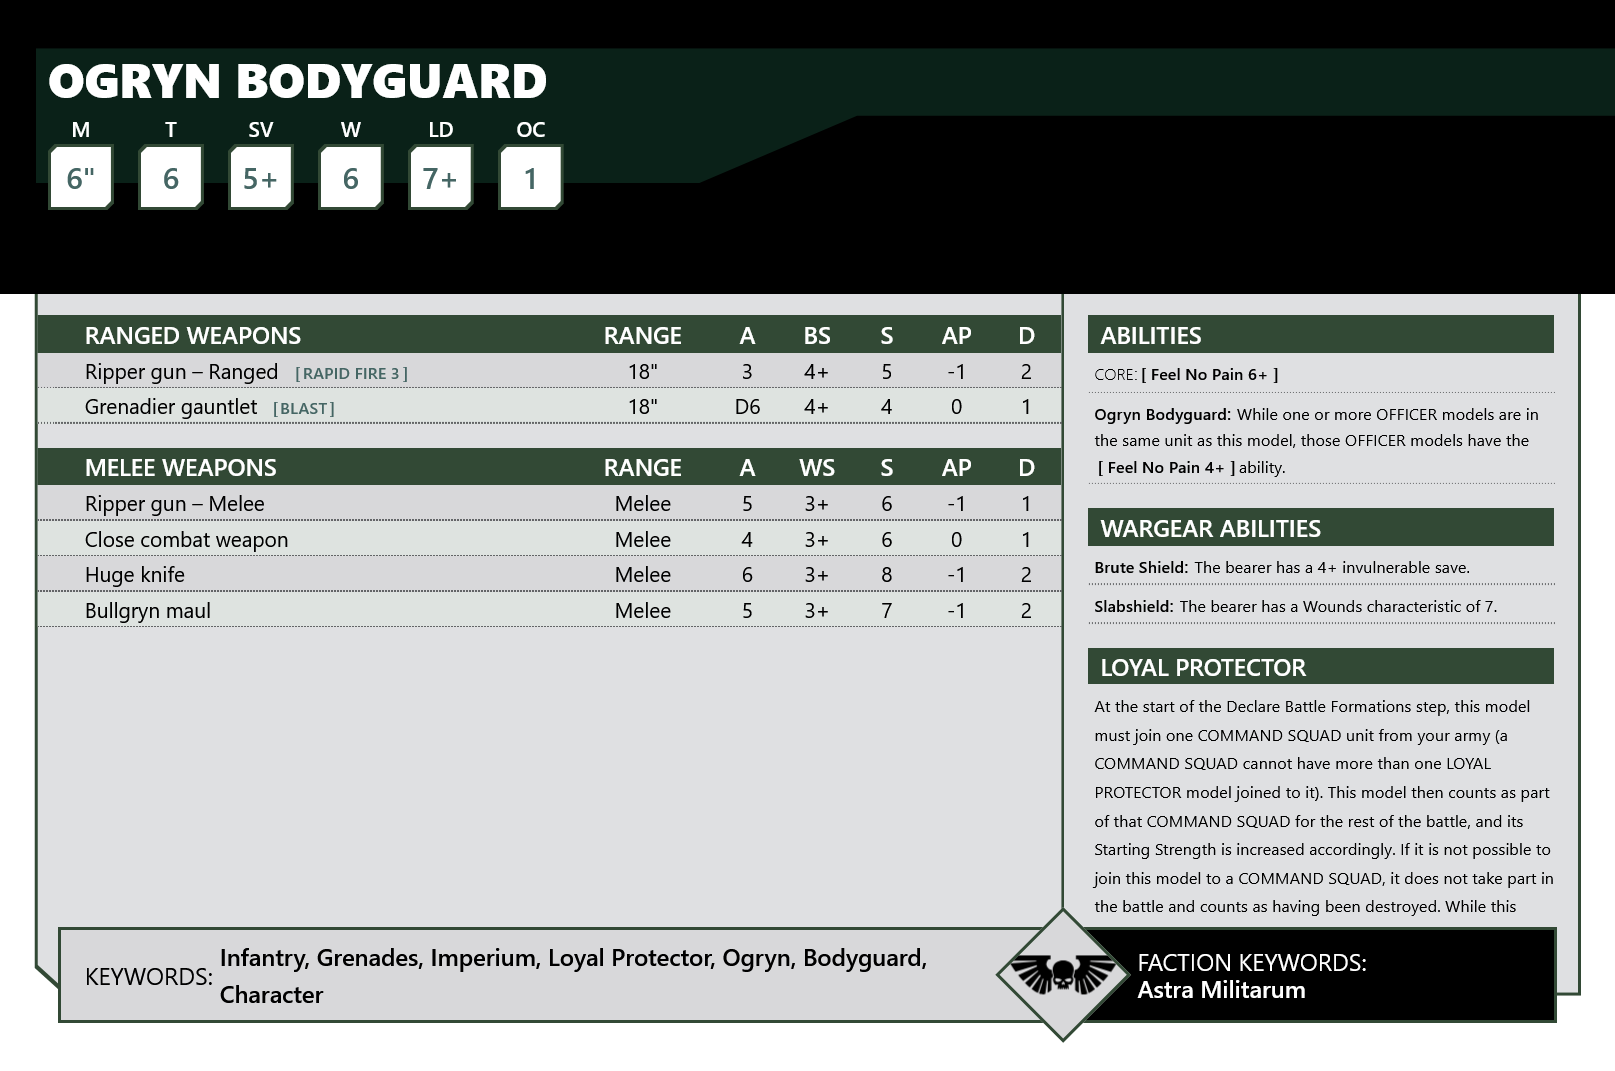 OGRYN BODYGUARD
M T SV W LD OC
6" 6 5+ 6 7+ 1
RANGED WEAPONS RANGE A BS S AP D
Ripper gun – Ranged [RAPID FIRE 3] 18" 3 4+ 5 -1 2
Grenadier gauntlet [BLAST] 18" D6 4+ 4 0 1
MELEE WEAPONS RANGE A WS S AP D
Ripper gun – Melee Melee 5 3+ 6 -1 1
Close combat weapon Melee 4 3+ 6 0 1
Huge knife Melee 6 3+ 8 -1 2
Bullgryn maul Melee 5 3+ 7 -1 2
ABILITIES
CORE: [ Feel No Pain 6+ ]
Ogryn Bodyguard: While one or more OFFICER models are in
the same unit as this model, those OFFICER models have the
[ Feel No Pain 4+ ] ability.
WARGEAR ABILITIES
Brute Shield: The bearer has a 4+ invulnerable save.
Slabshield: The bearer has a Wounds characteristic of 7.
LOYAL PROTECTOR
At the start of the Declare Battle Formations step, this model
must join one COMMAND SQUAD unit from your army (a
COMMAND SQUAD cannot have more than one LOYAL
PROTECTOR model joined to it). This model then counts as part
of that COMMAND SQUAD for the rest of the battle, and its
Starting Strength is increased accordingly. If it is not possible to
join this model to a COMMAND SQUAD, it does not take part in
the battle and counts as having been destroyed. While this
KEYWORDS: Infantry, Grenades, Imperium, Loyal Protector, Ogryn, Bodyguard,
Character
FACTION KEYWORDS:
Astra Militarum